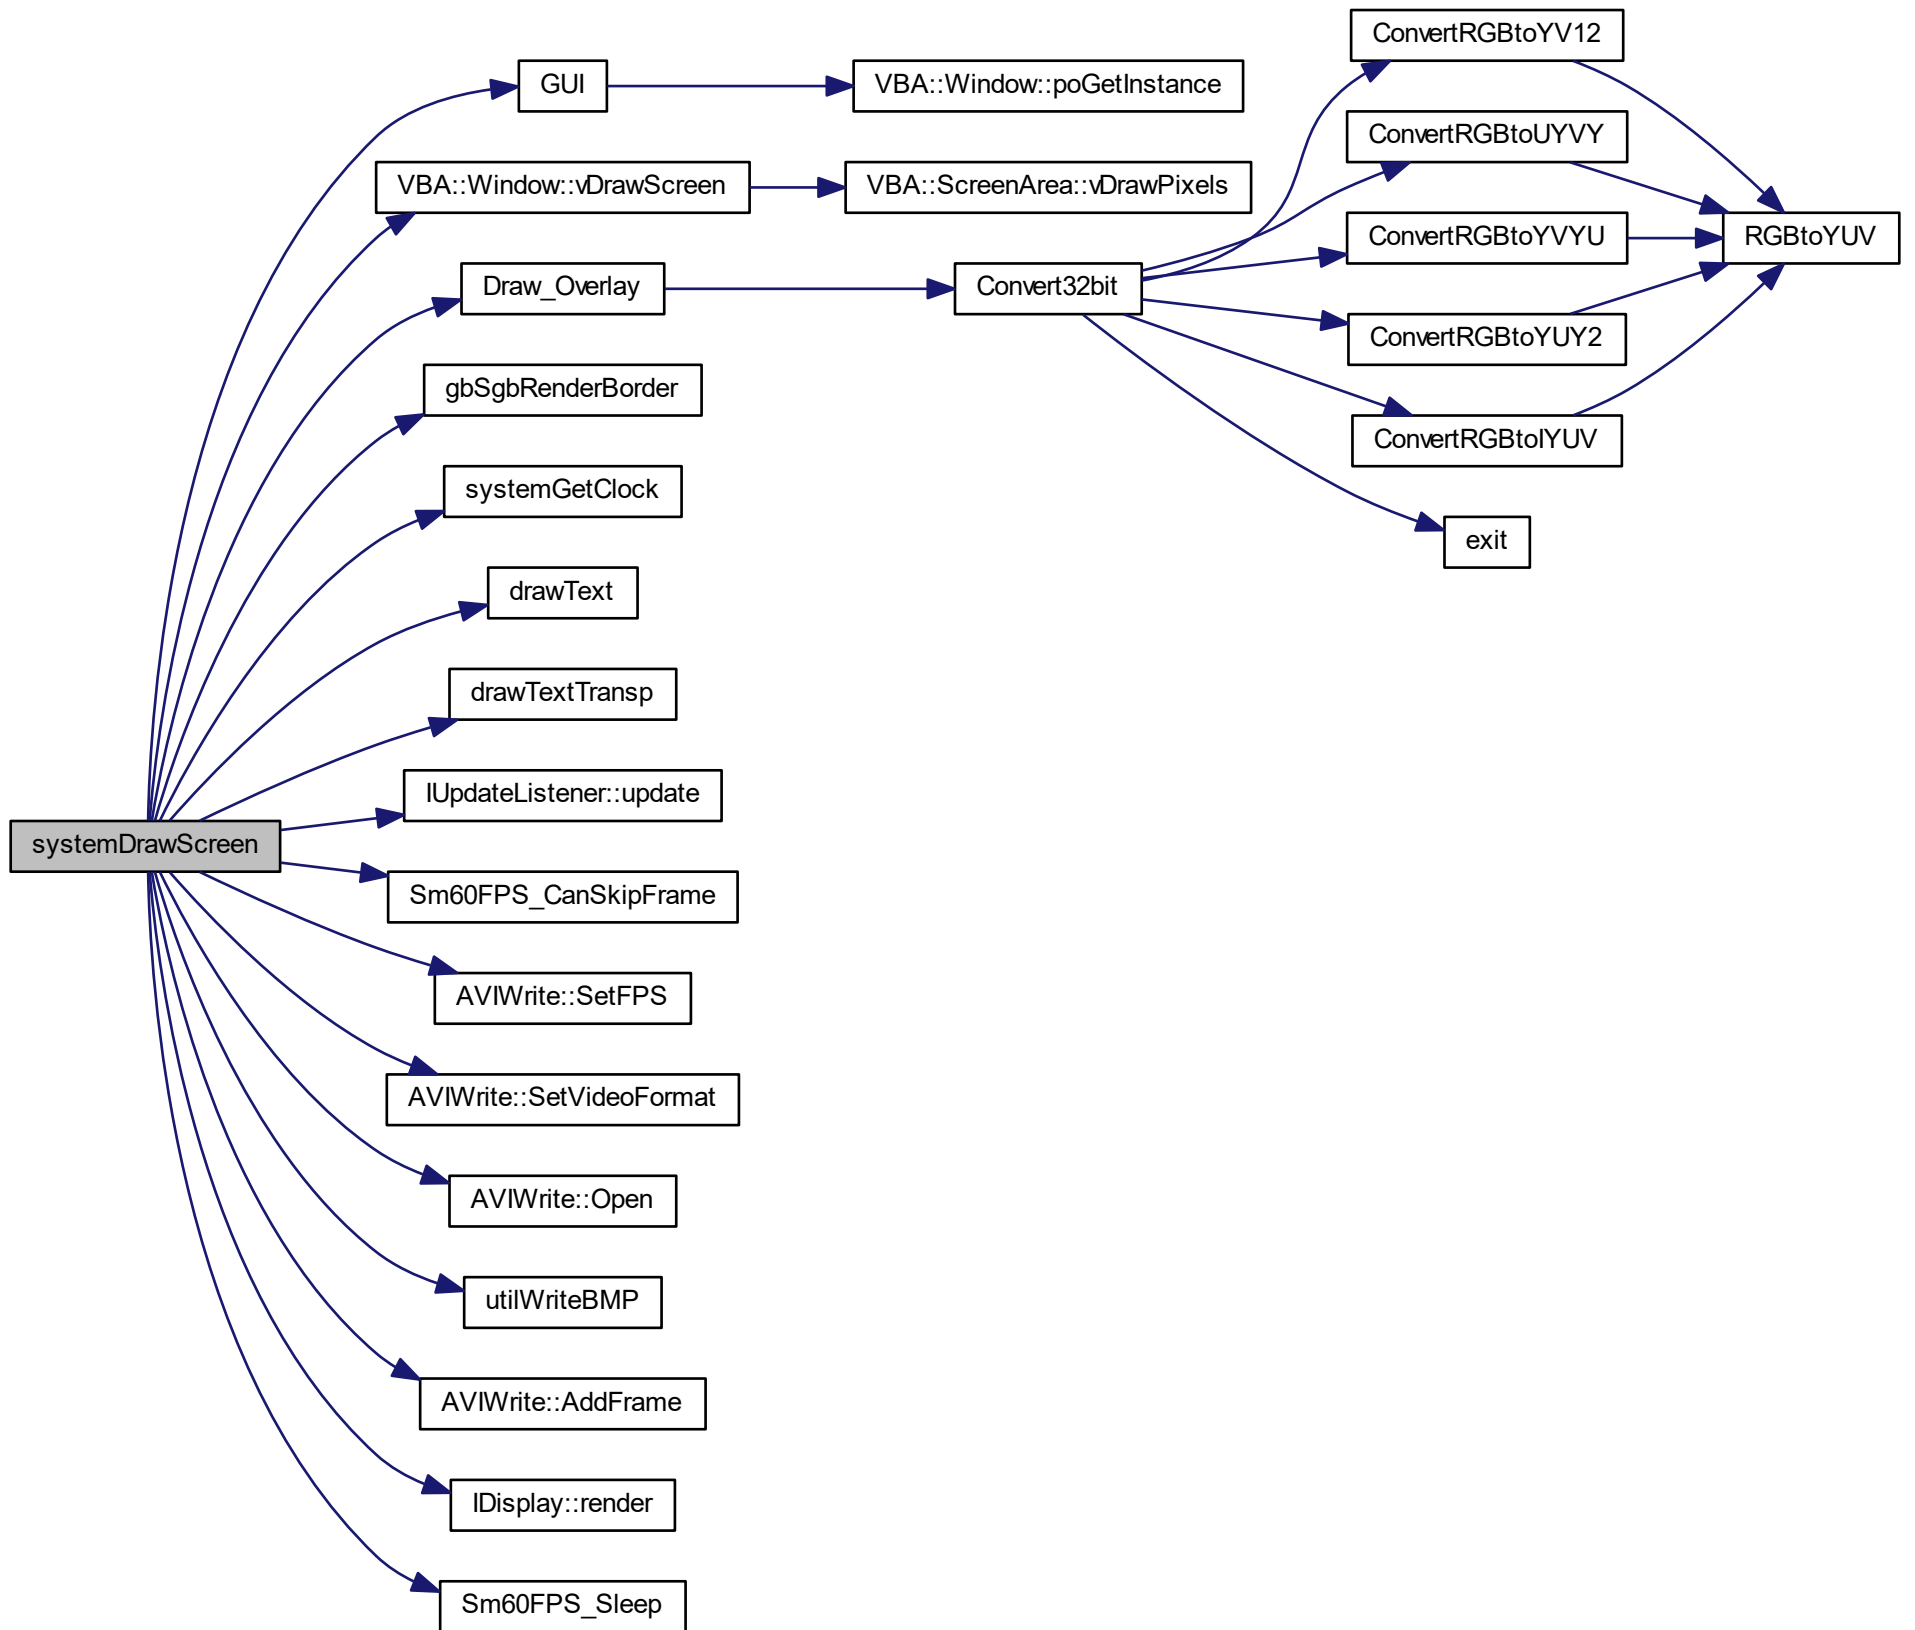 ConvertRGBtoYV12
GUI
VBA::Window::poGetInstance
ConvertRGBtoUYVY
VBA::Window::vDrawScreen
VBA::ScreenArea::vDrawPixels
ConvertRGBtoYVYU
RGBtoYUV
Draw_Overlay
Convert32bit
ConvertRGBtoYUY2
gbSgbRenderBorder
ConvertRGBtoIYUV
systemGetClock
exit
drawText
drawTextTransp
IUpdateListener::update
systemDrawScreen
Sm60FPS_CanSkipFrame
AVIWrite::SetFPS
AVIWrite::SetVideoFormat
AVIWrite::Open
utilWriteBMP
AVIWrite::AddFrame
IDisplay::render
Sm60FPS_Sleep